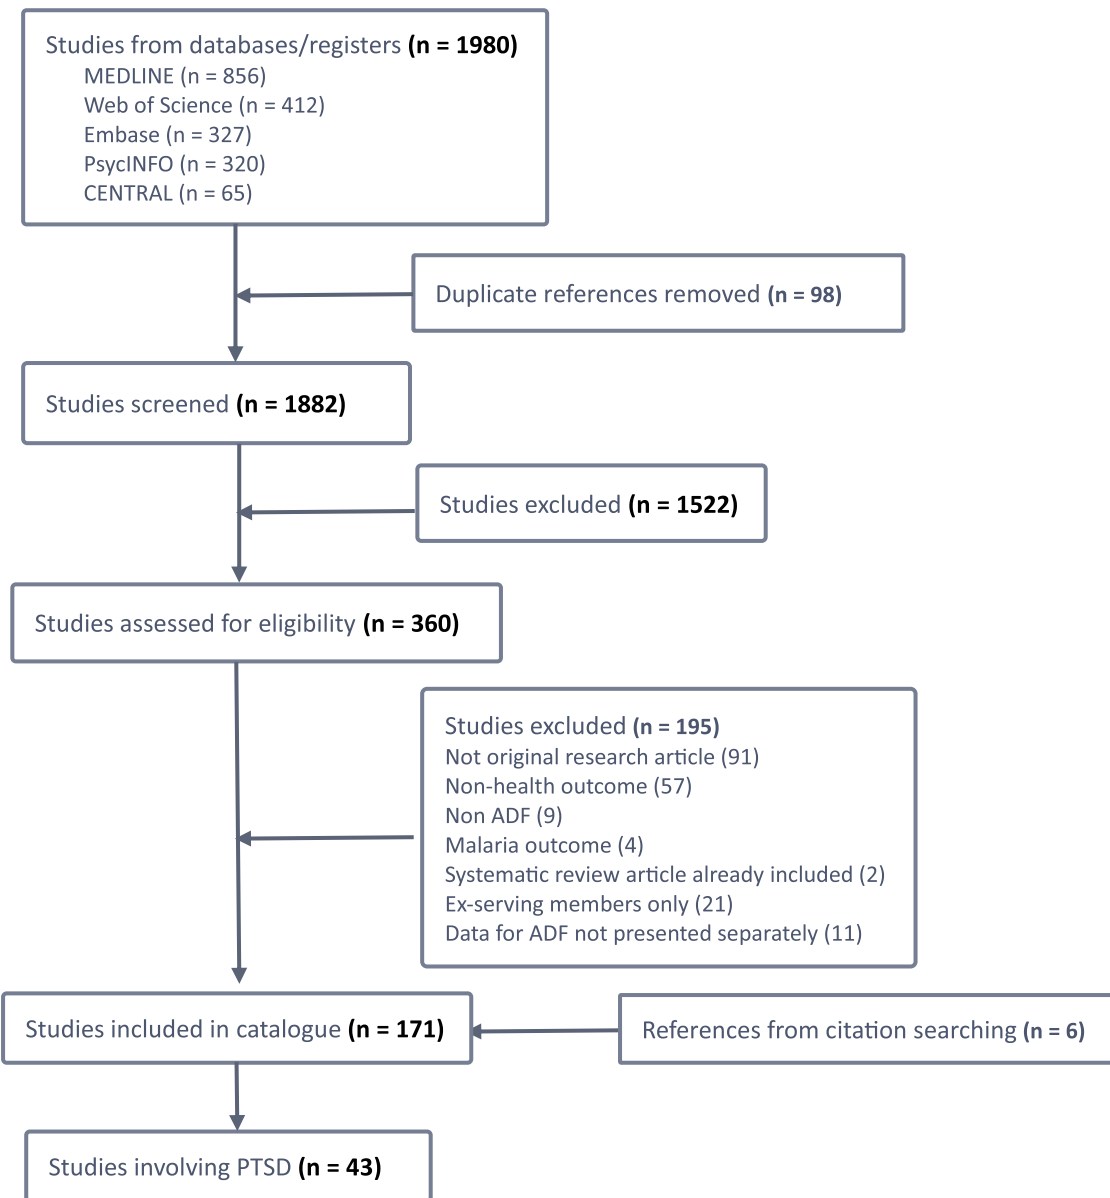 Studies from databases/registers (n = 1980)
MEDLINE (n = 856)
Web of Science (n = 412)
Embase (n = 327)
PsycINFO (n = 320)
CENTRAL (n = 65)
Duplicate references removed (n = 98)
Studies screened (n = 1882)
Studies excluded (n = 1522)
Studies assessed for eligibility (n = 360)
Studies excluded (n = 195)
Not original research article (91)
Non-health outcome (57)
Non ADF (9)
Malaria outcome (4)
Systematic review article already included (2)
Ex-serving members only (21)
Data for ADF not presented separately (11)
Studies included in catalogue (n = 171)
References from citation searching (n = 6)
Studies involving PTSD (n = 43)